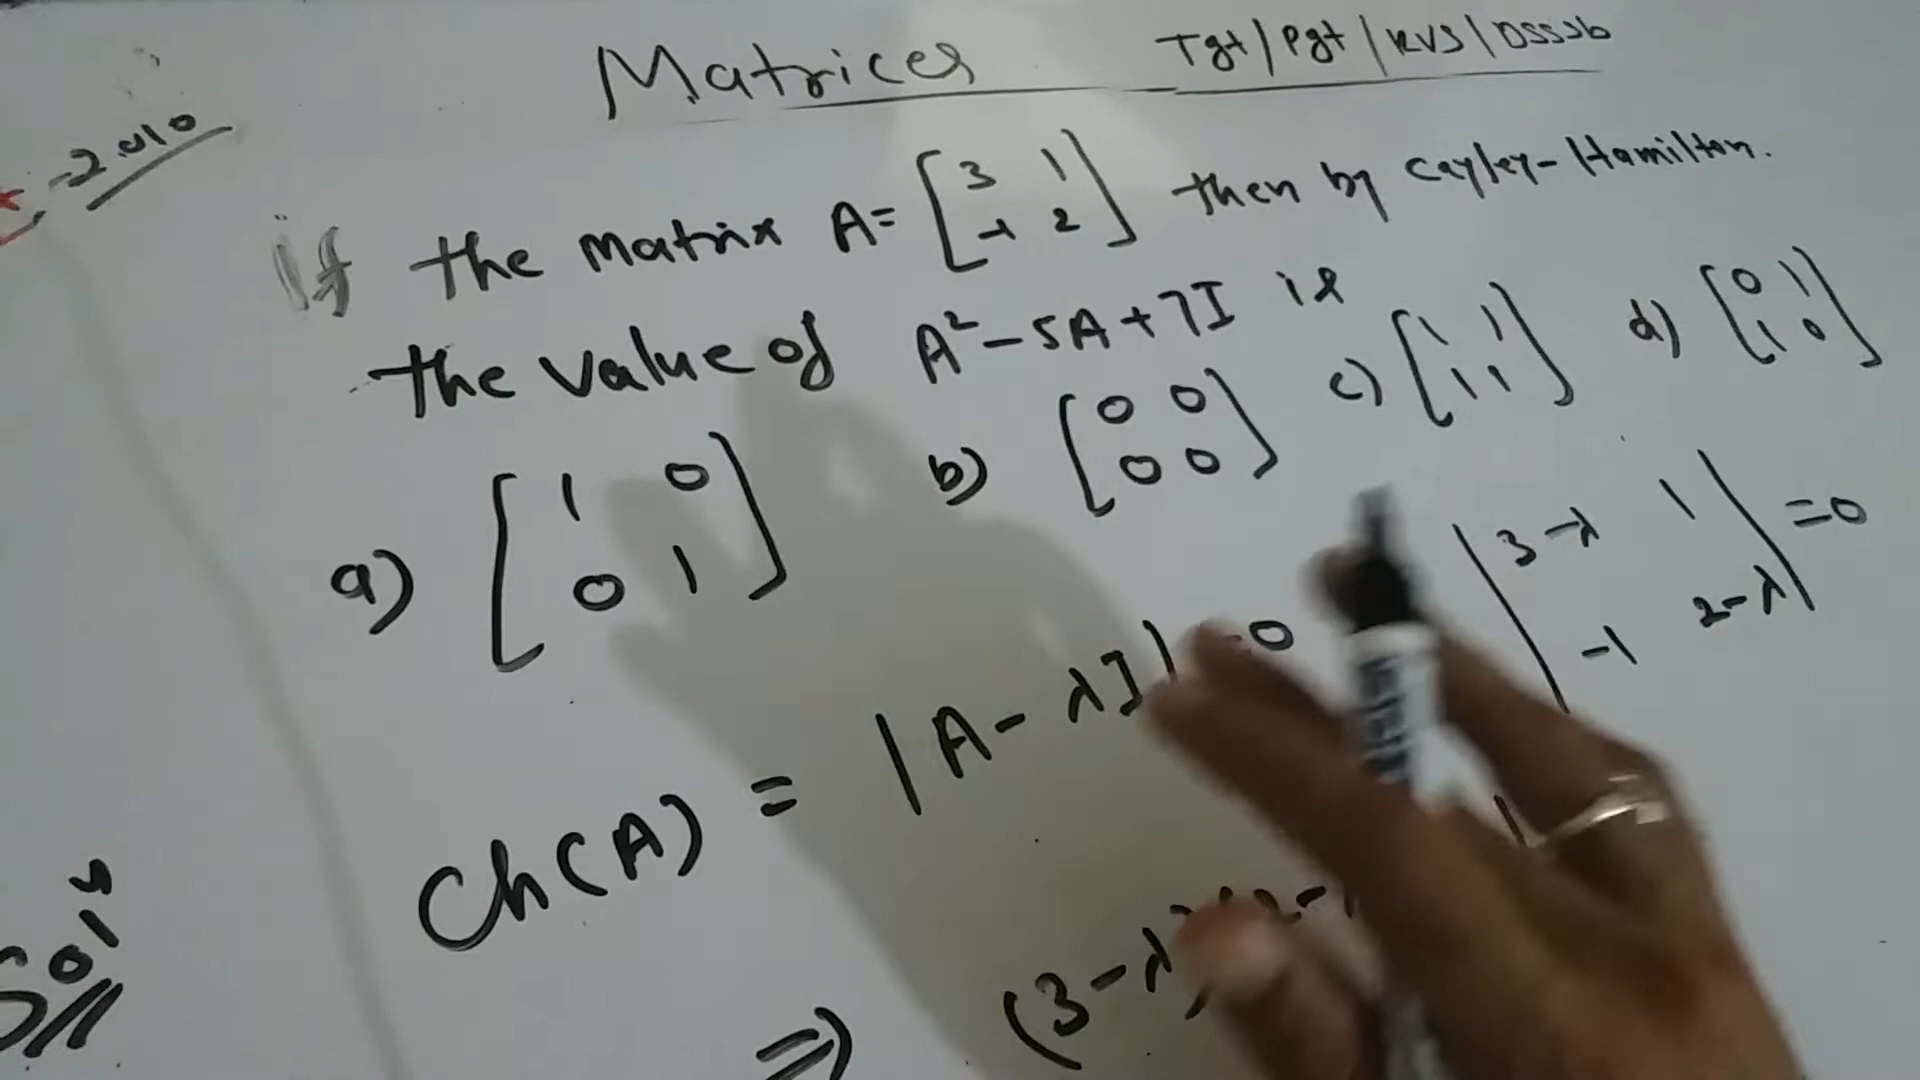 Matrices Tgt/Pgt/KVS/DSSSb
-2010
If the matrix A= [3 1 -1 2] then by Cayley-Hamilton.
the value of A²-5A+7I is
a) [1 0 0 1] b) [0 0 0 0] c) [1 1 1 1] d) [0 1 1 0]
|3-λ 1 -1 2-λ| =0
Ch(A) = |A-λI| =0
⇒ (3-λ)
Solⁿ